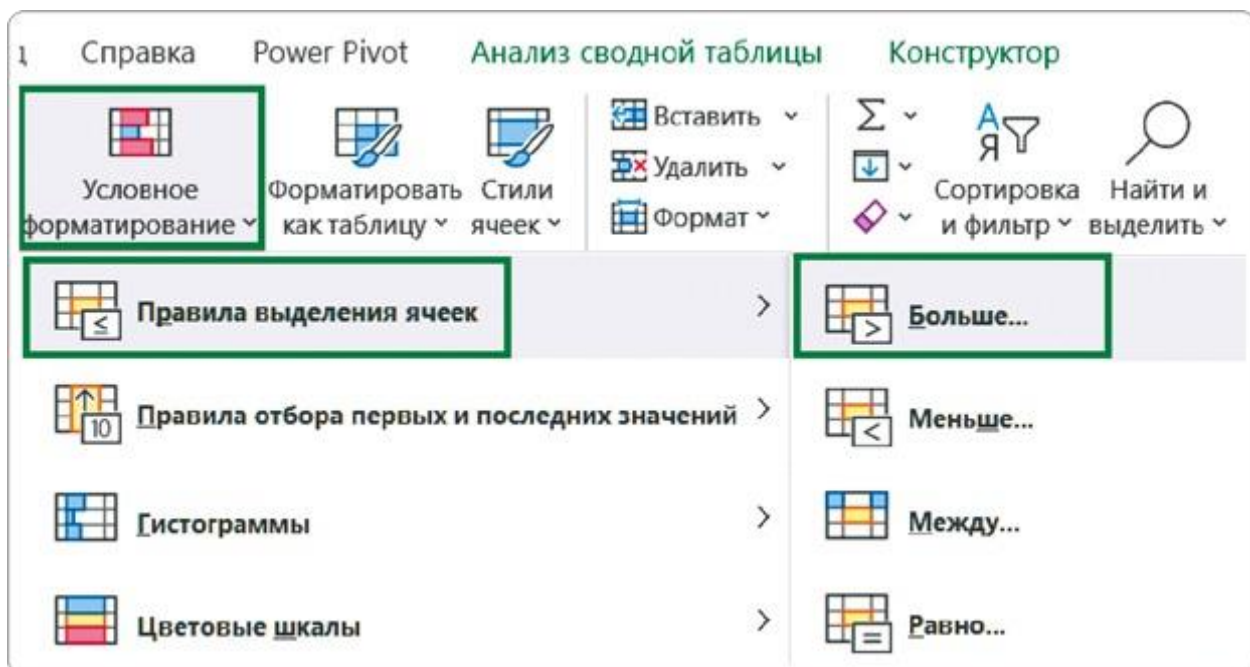 Справка Power Pivot Анализ сводной таблицы Конструктор
Условное
форматирование
Форматировать
как таблицу
Стили
ячеек
Вставить
Удалить
Формат
Σ
А
Я
Сортировка
и фильтр
Найти и
выделить
≤ Правила выделения ячеек
10 Правила отбора первых и последних значений
Гистограммы
Цветовые шкалы
> Больше...
< Меньше...
Между...
= Равно...